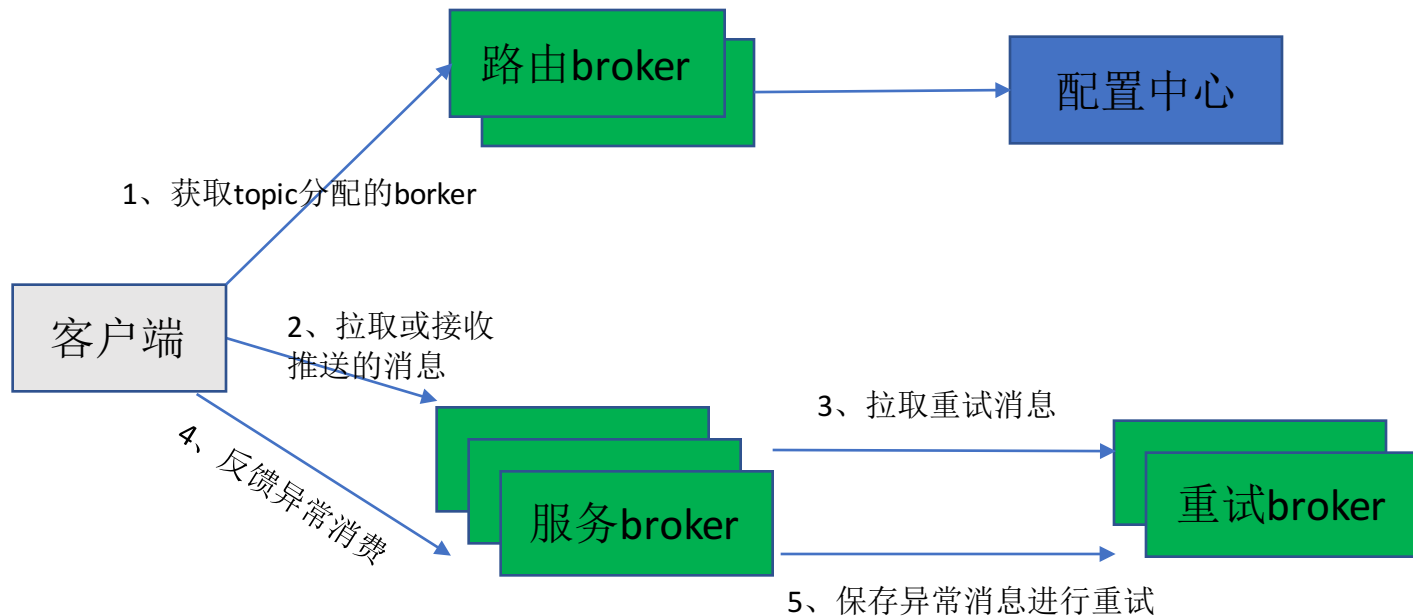 路由broker
配置中心
1、获取topic分配的borker
客户端
2、拉取或接收
推送的消息
3、拉取重试消息
4、反馈异常消费
服务broker
重试broker
5、保存异常消息进行重试